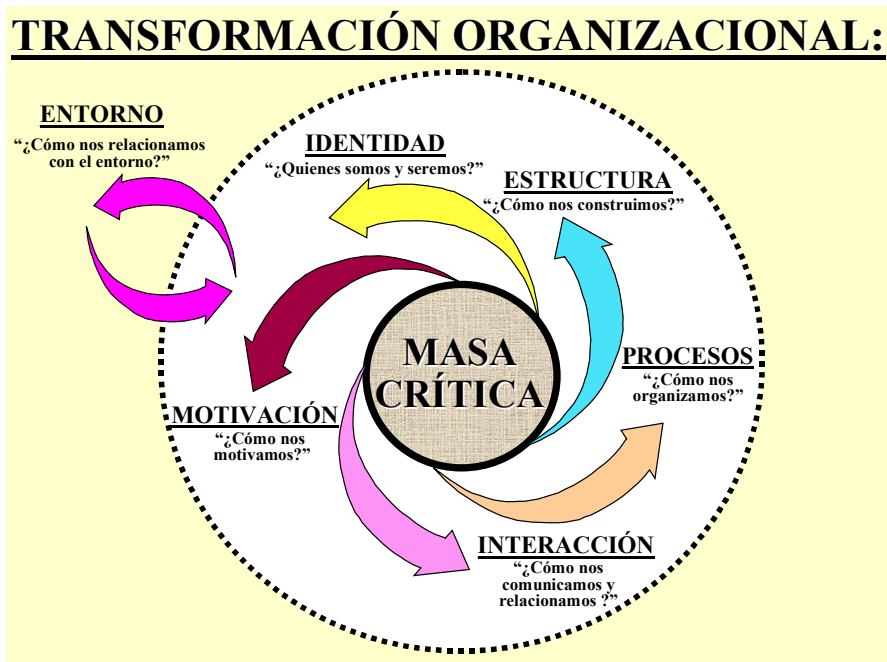 TRANSFORMACIÓN ORGANIZACIONAL:
ENTORNO
“¿Cómo nos relacionamos
con el entorno?”
IDENTIDAD
“¿Quienes somos y seremos?”
ESTRUCTURA
“¿Cómo nos construimos?”
MASA
CRÍTICA
PROCESOS
“¿Cómo nos
organizamos?”
MOTIVACIÓN
“¿Cómo nos
motivamos?”
INTERACCIÓN
“¿Cómo nos
comunicamos y
relacionamos ?”